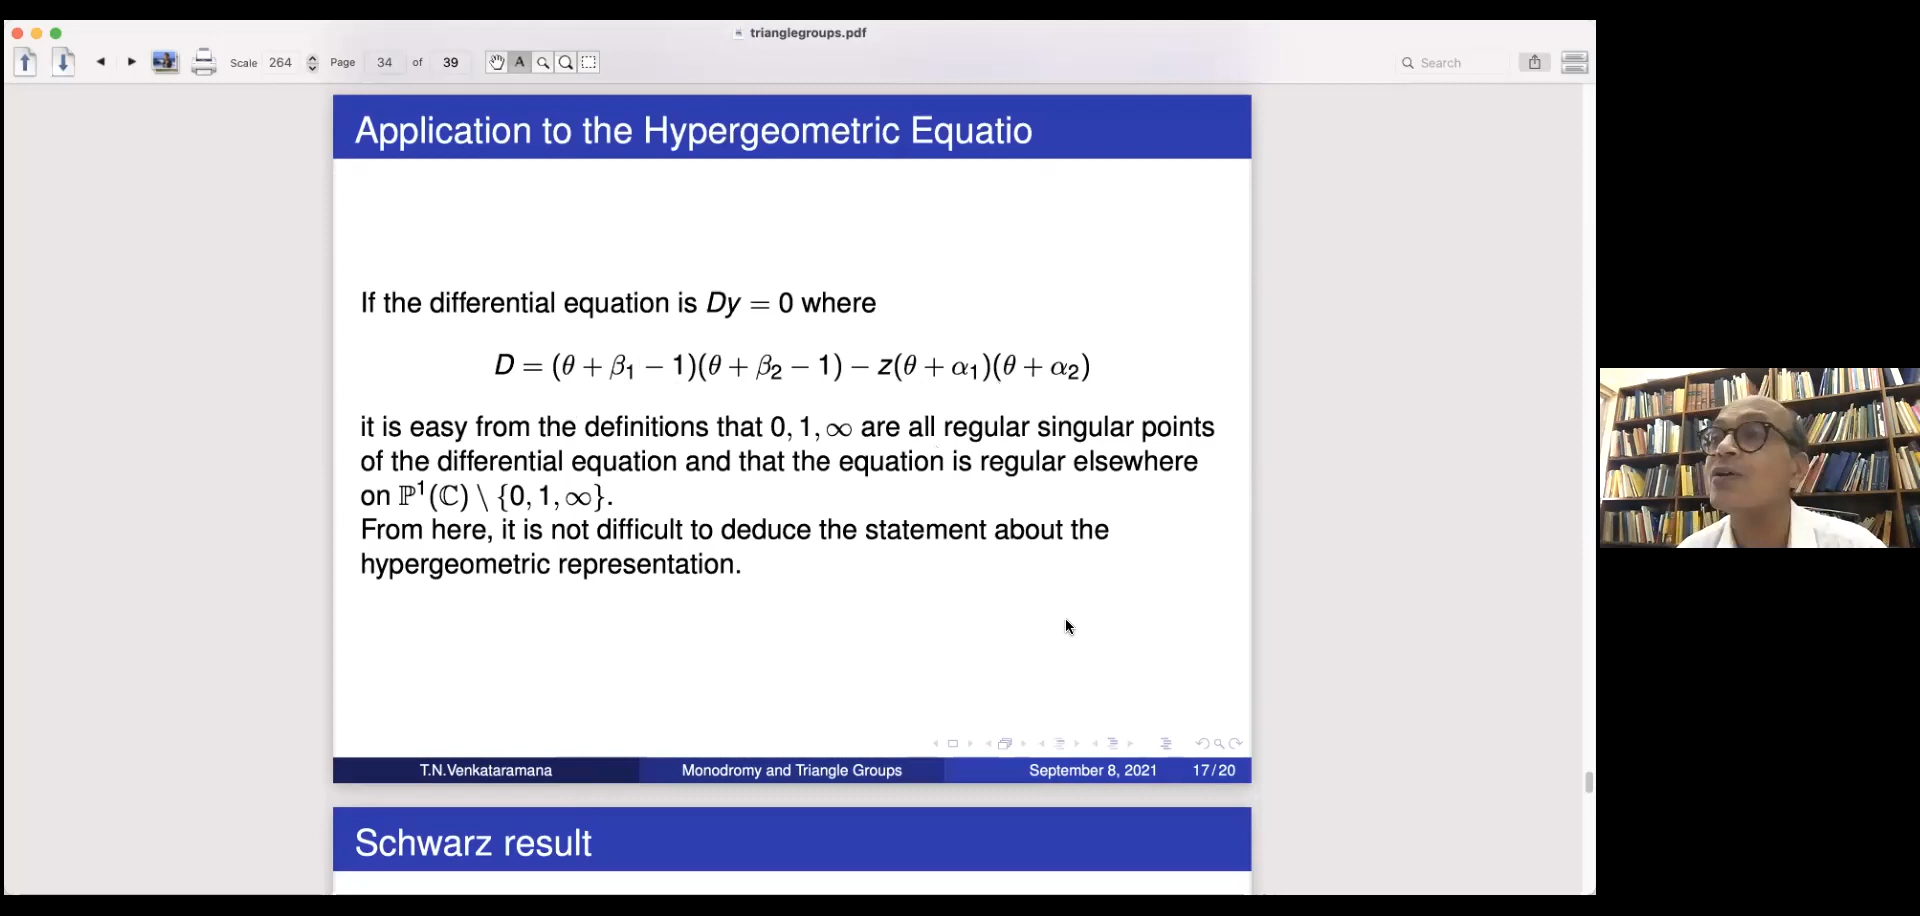 trianglegroups.pdf
Scale 264 Page 34 of 39 A Search
Application to the Hypergeometric Equatio
If the differential equation is Dy = 0 where
D = (θ + β₁ − 1)(θ + β₂ − 1) − z(θ + α₁)(θ + α₂)
it is easy from the definitions that 0, 1, ∞ are all regular singular points
of the differential equation and that the equation is regular elsewhere
on ℙ¹(ℂ) \ {0, 1, ∞}.
From here, it is not difficult to deduce the statement about the
hypergeometric representation.
T.N.Venkataramana Monodromy and Triangle Groups September 8, 2021 17/20
Schwarz result